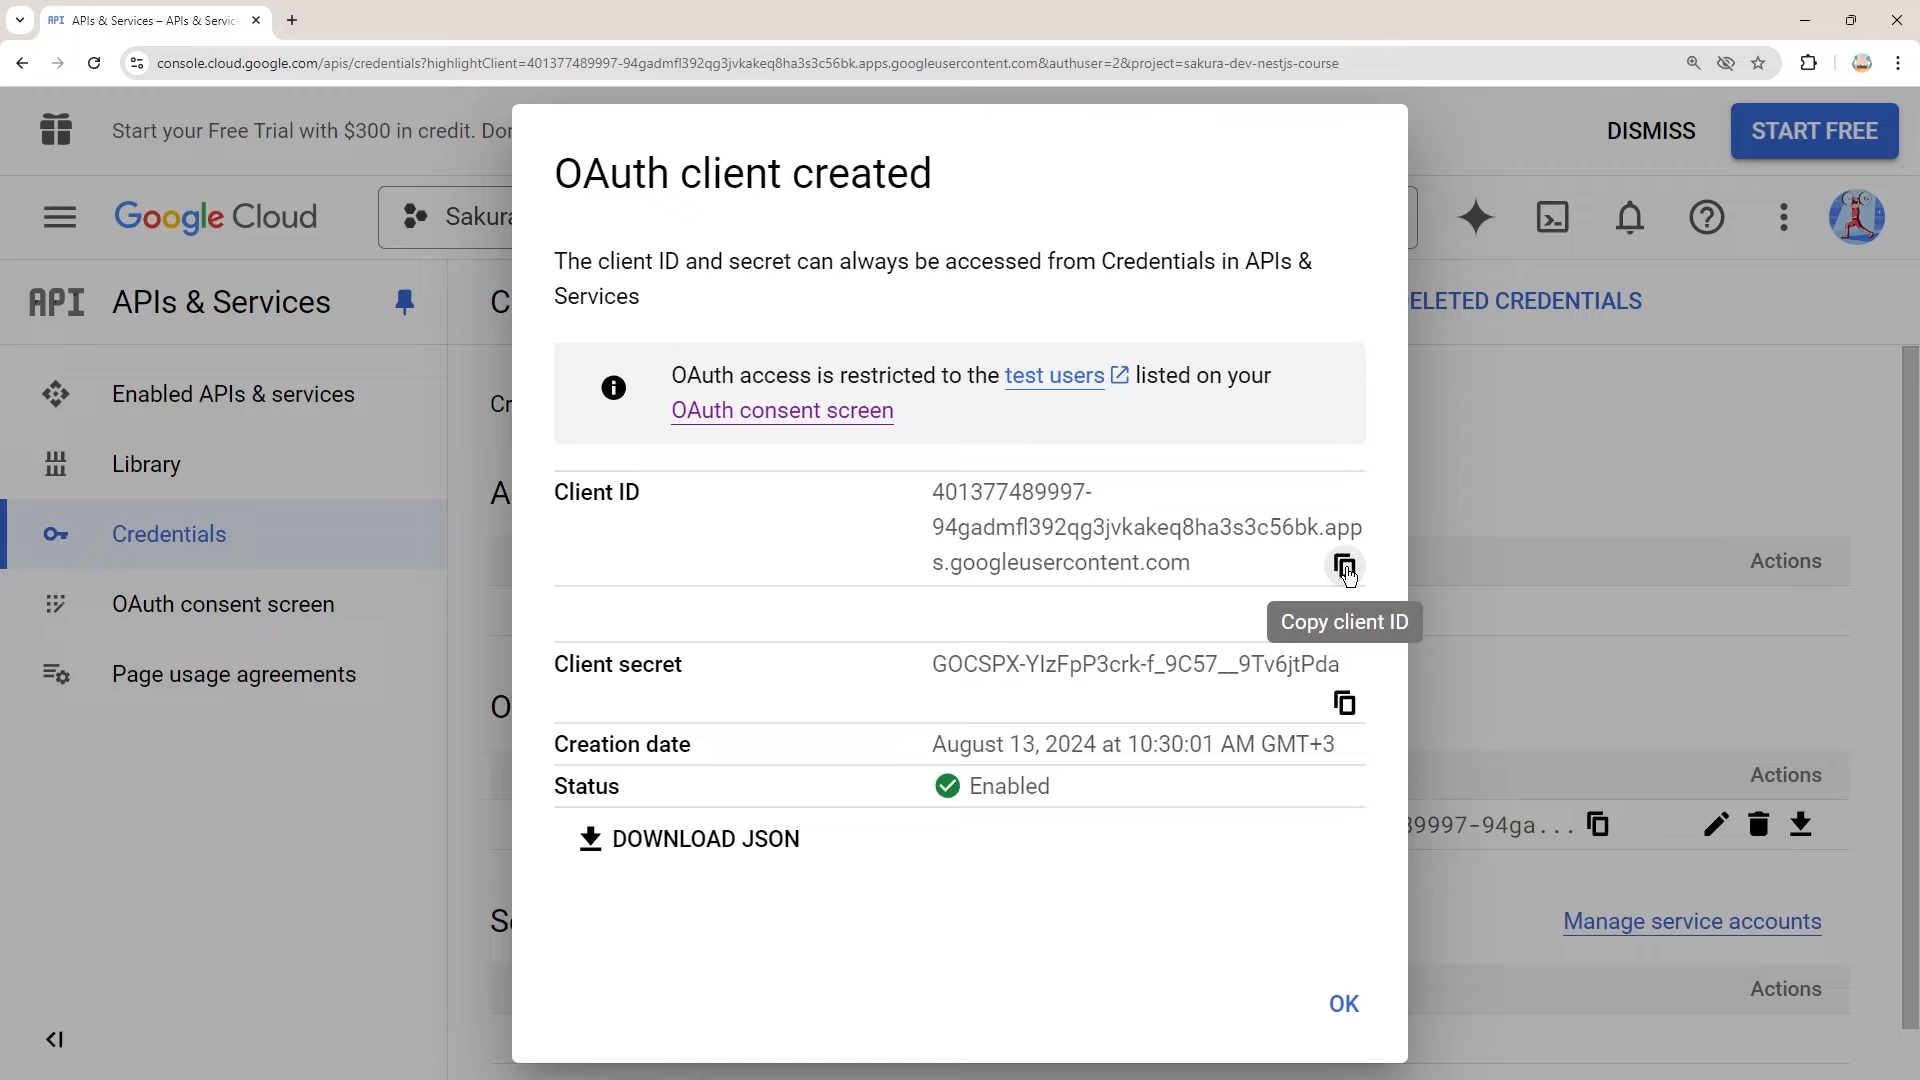 API APIs & Services – APIs & Servic
console.cloud.google.com/apis/credentials?highlightClient=401377489997-94gadmfl392qg3jvkakeq8ha3s3c56bk.apps.googleusercontent.com&authuser=2&project=sakura-dev-nestjs-course
Start your Free Trial with $300 in credit. Don
DISMISS
START FREE
Google Cloud
Sakura
API APIs & Services
ELETED CREDENTIALS
Enabled APIs & services
Library
Credentials
OAuth consent screen
Page usage agreements
OAuth client created
The client ID and secret can always be accessed from Credentials in APIs &
Services
OAuth access is restricted to the test users listed on your
OAuth consent screen
Client ID
401377489997-
94gadmfl392qg3jvkakeq8ha3s3c56bk.app
s.googleusercontent.com
Copy client ID
Client secret
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
Creation date
August 13, 2024 at 10:30:01 AM GMT+3
Status
Enabled
DOWNLOAD JSON
OK
Actions
Actions
89997-94ga...
Manage service accounts
Actions